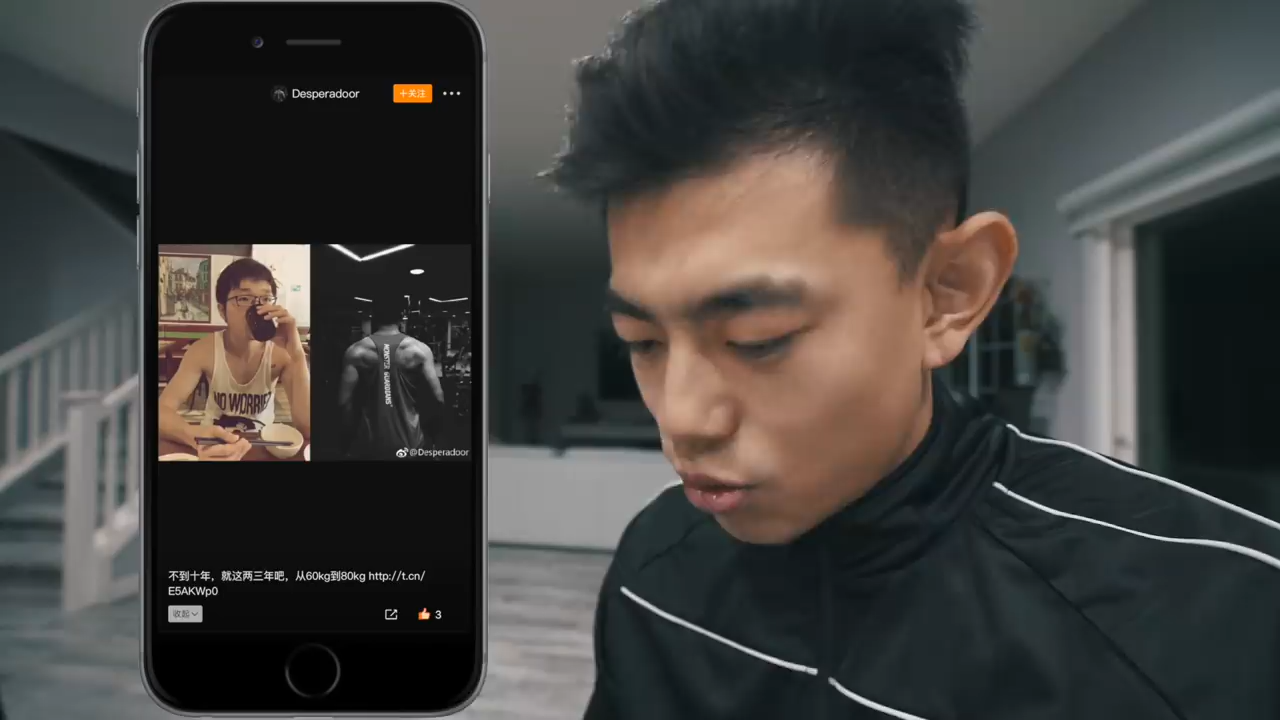 Desperadoor
+关注
NO WORRIE
MONSTER GUARDIANS
@Desperadoor
不到十年，就这两三年吧，从60kg到80kg http://t.cn/
E5AKWp0
收起
3